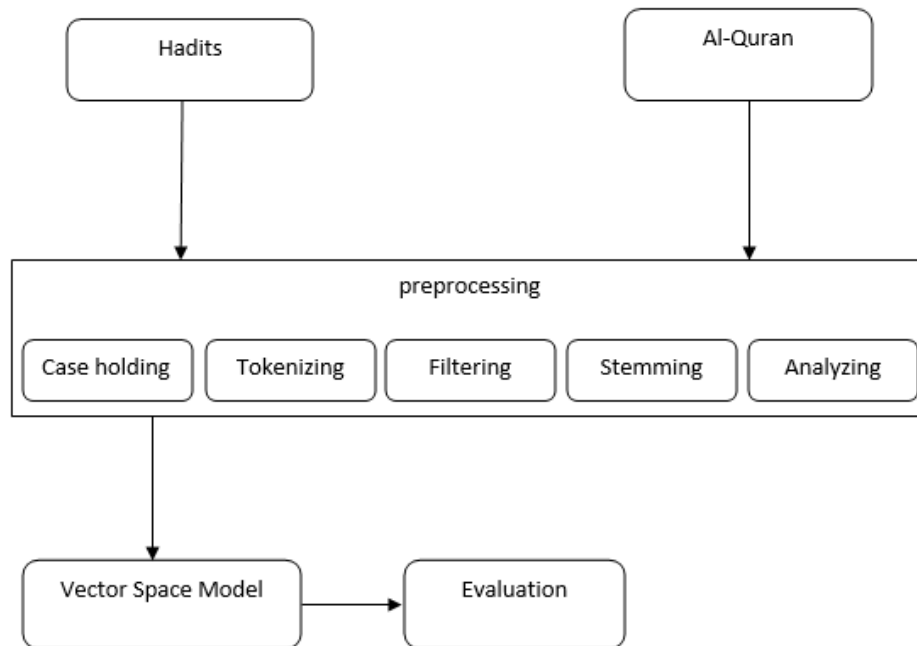 Hadits
Al-Quran
preprocessing
Case holding
Tokenizing
Filtering
Stemming
Analyzing
Vector Space Model
Evaluation